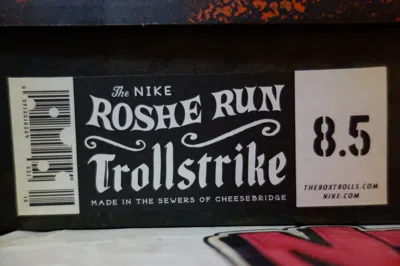 The NIKE
ROSHE RUN
Trollstrike
MADE IN THE SEWERS OF CHEESEBRIDGE
8.5
THEBOXTROLLS.COM
NIKE.COM